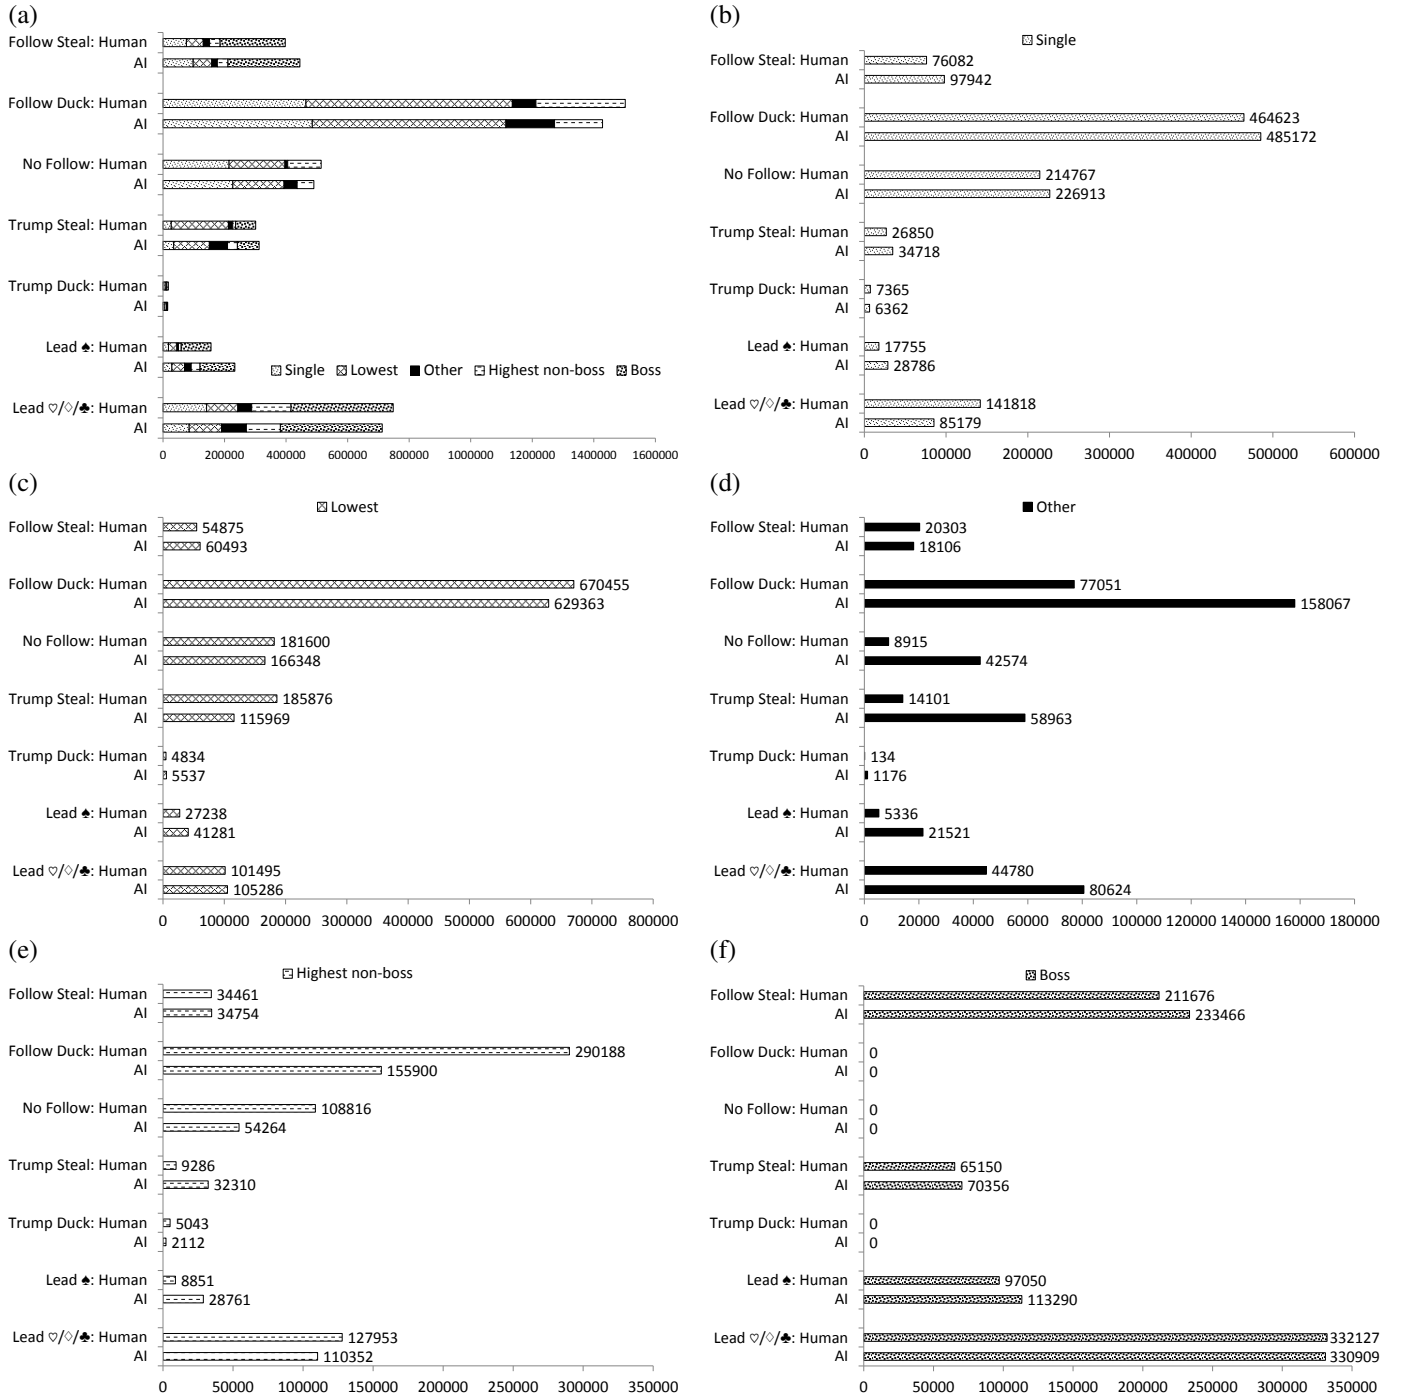 (a)
Follow Steal: Human
AI
Follow Duck: Human
AI
No Follow: Human
AI
Trump Steal: Human
AI
Trump Duck: Human
AI
Lead ♠: Human
AI
Single Lowest Other Highest non-boss Boss
Lead ♡/♢/♣: Human
AI
0 200000 400000 600000 800000 1000000 1200000 1400000 1600000
(b)
Single
Follow Steal: Human 76082
AI 97942
Follow Duck: Human 464623
AI 485172
No Follow: Human 214767
AI 226913
Trump Steal: Human 26850
AI 34718
Trump Duck: Human 7365
AI 6362
Lead ♠: Human 17755
AI 28786
Lead ♡/♢/♣: Human 141818
AI 85179
0 100000 200000 300000 400000 500000 600000
(c)
Lowest
Follow Steal: Human 54875
AI 60493
Follow Duck: Human 670455
AI 629363
No Follow: Human 181600
AI 166348
Trump Steal: Human 185876
AI 115969
Trump Duck: Human 4834
AI 5537
Lead ♠: Human 27238
AI 41281
Lead ♡/♢/♣: Human 101495
AI 105286
0 100000 200000 300000 400000 500000 600000 700000 800000
(d)
Other
Follow Steal: Human 20303
AI 18106
Follow Duck: Human 77051
AI 158067
No Follow: Human 8915
AI 42574
Trump Steal: Human 14101
AI 58963
Trump Duck: Human 134
AI 1176
Lead ♠: Human 5336
AI 21521
Lead ♡/♢/♣: Human 44780
AI 80624
0 20000 40000 60000 80000 100000 120000 140000 160000 180000
(e)
Highest non-boss
Follow Steal: Human 34461
AI 34754
Follow Duck: Human 290188
AI 155900
No Follow: Human 108816
AI 54264
Trump Steal: Human 9286
AI 32310
Trump Duck: Human 5043
AI 2112
Lead ♠: Human 8851
AI 28761
Lead ♡/♢/♣: Human 127953
AI 110352
0 50000 100000 150000 200000 250000 300000 350000
(f)
Boss
Follow Steal: Human 211676
AI 233466
Follow Duck: Human 0
AI 0
No Follow: Human 0
AI 0
Trump Steal: Human 65150
AI 70356
Trump Duck: Human 0
AI 0
Lead ♠: Human 97050
AI 113290
Lead ♡/♢/♣: Human 332127
AI 330909
0 50000 100000 150000 200000 250000 300000 350000